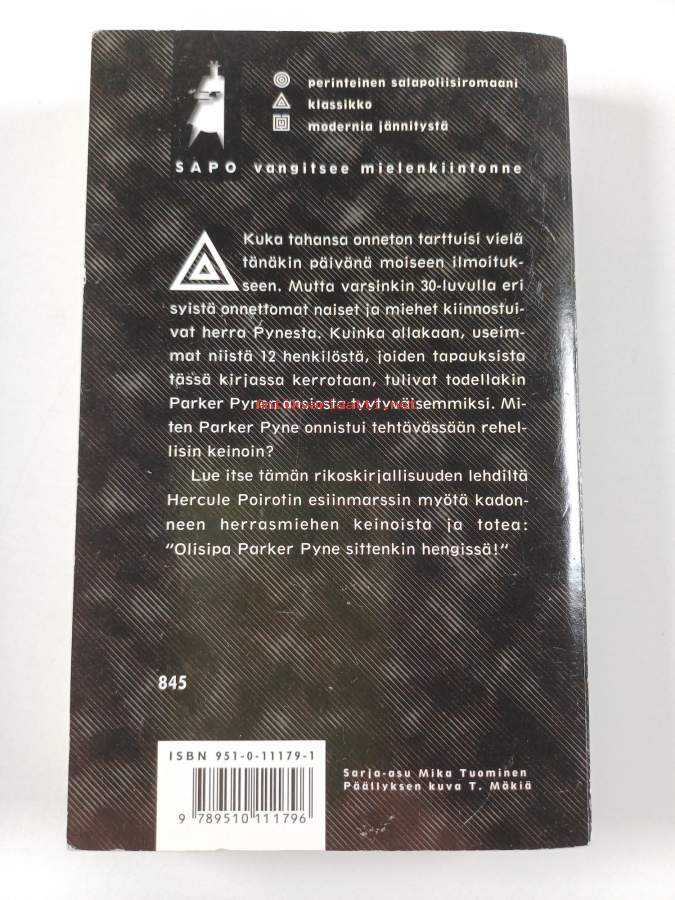 perinteinen salapoliisiromaani
klassikko
modernia jännitystä
SAPO vangitsee mielenkiintonne
Kuka tahansa onneton tarttuisi vielä
tänäkin päivänä moiseen ilmoituk-
seen. Mutta varsinkin 30-luvulla eri
syistä onnettomat naiset ja miehet kiinnostui-
vat herra Pynesta. Kuinka ollakaan, useim-
mat niistä 12 henkilöstä, joiden tapauksista
tässä kirjassa kerrotaan, tulivat todellakin
Parker Pynen ansiosta tyytyväisemmiksi. Mi-
ten Parker Pyne onnistui tehtävässään rehel-
lisin keinoin?
Lue itse tämän rikoskirjallisuuden lehdiltä
Hercule Poirotin esiinmarssin myötä kadon-
neen herrasmiehen keinoista ja totea:
"Olisipa Parker Pyne sittenkin hengissä!"
845
ISBN 951-0-11179-1
9 789510 111796
Sarja-asu Mika Tuominen
Päällyksen kuva T. Mäkiä